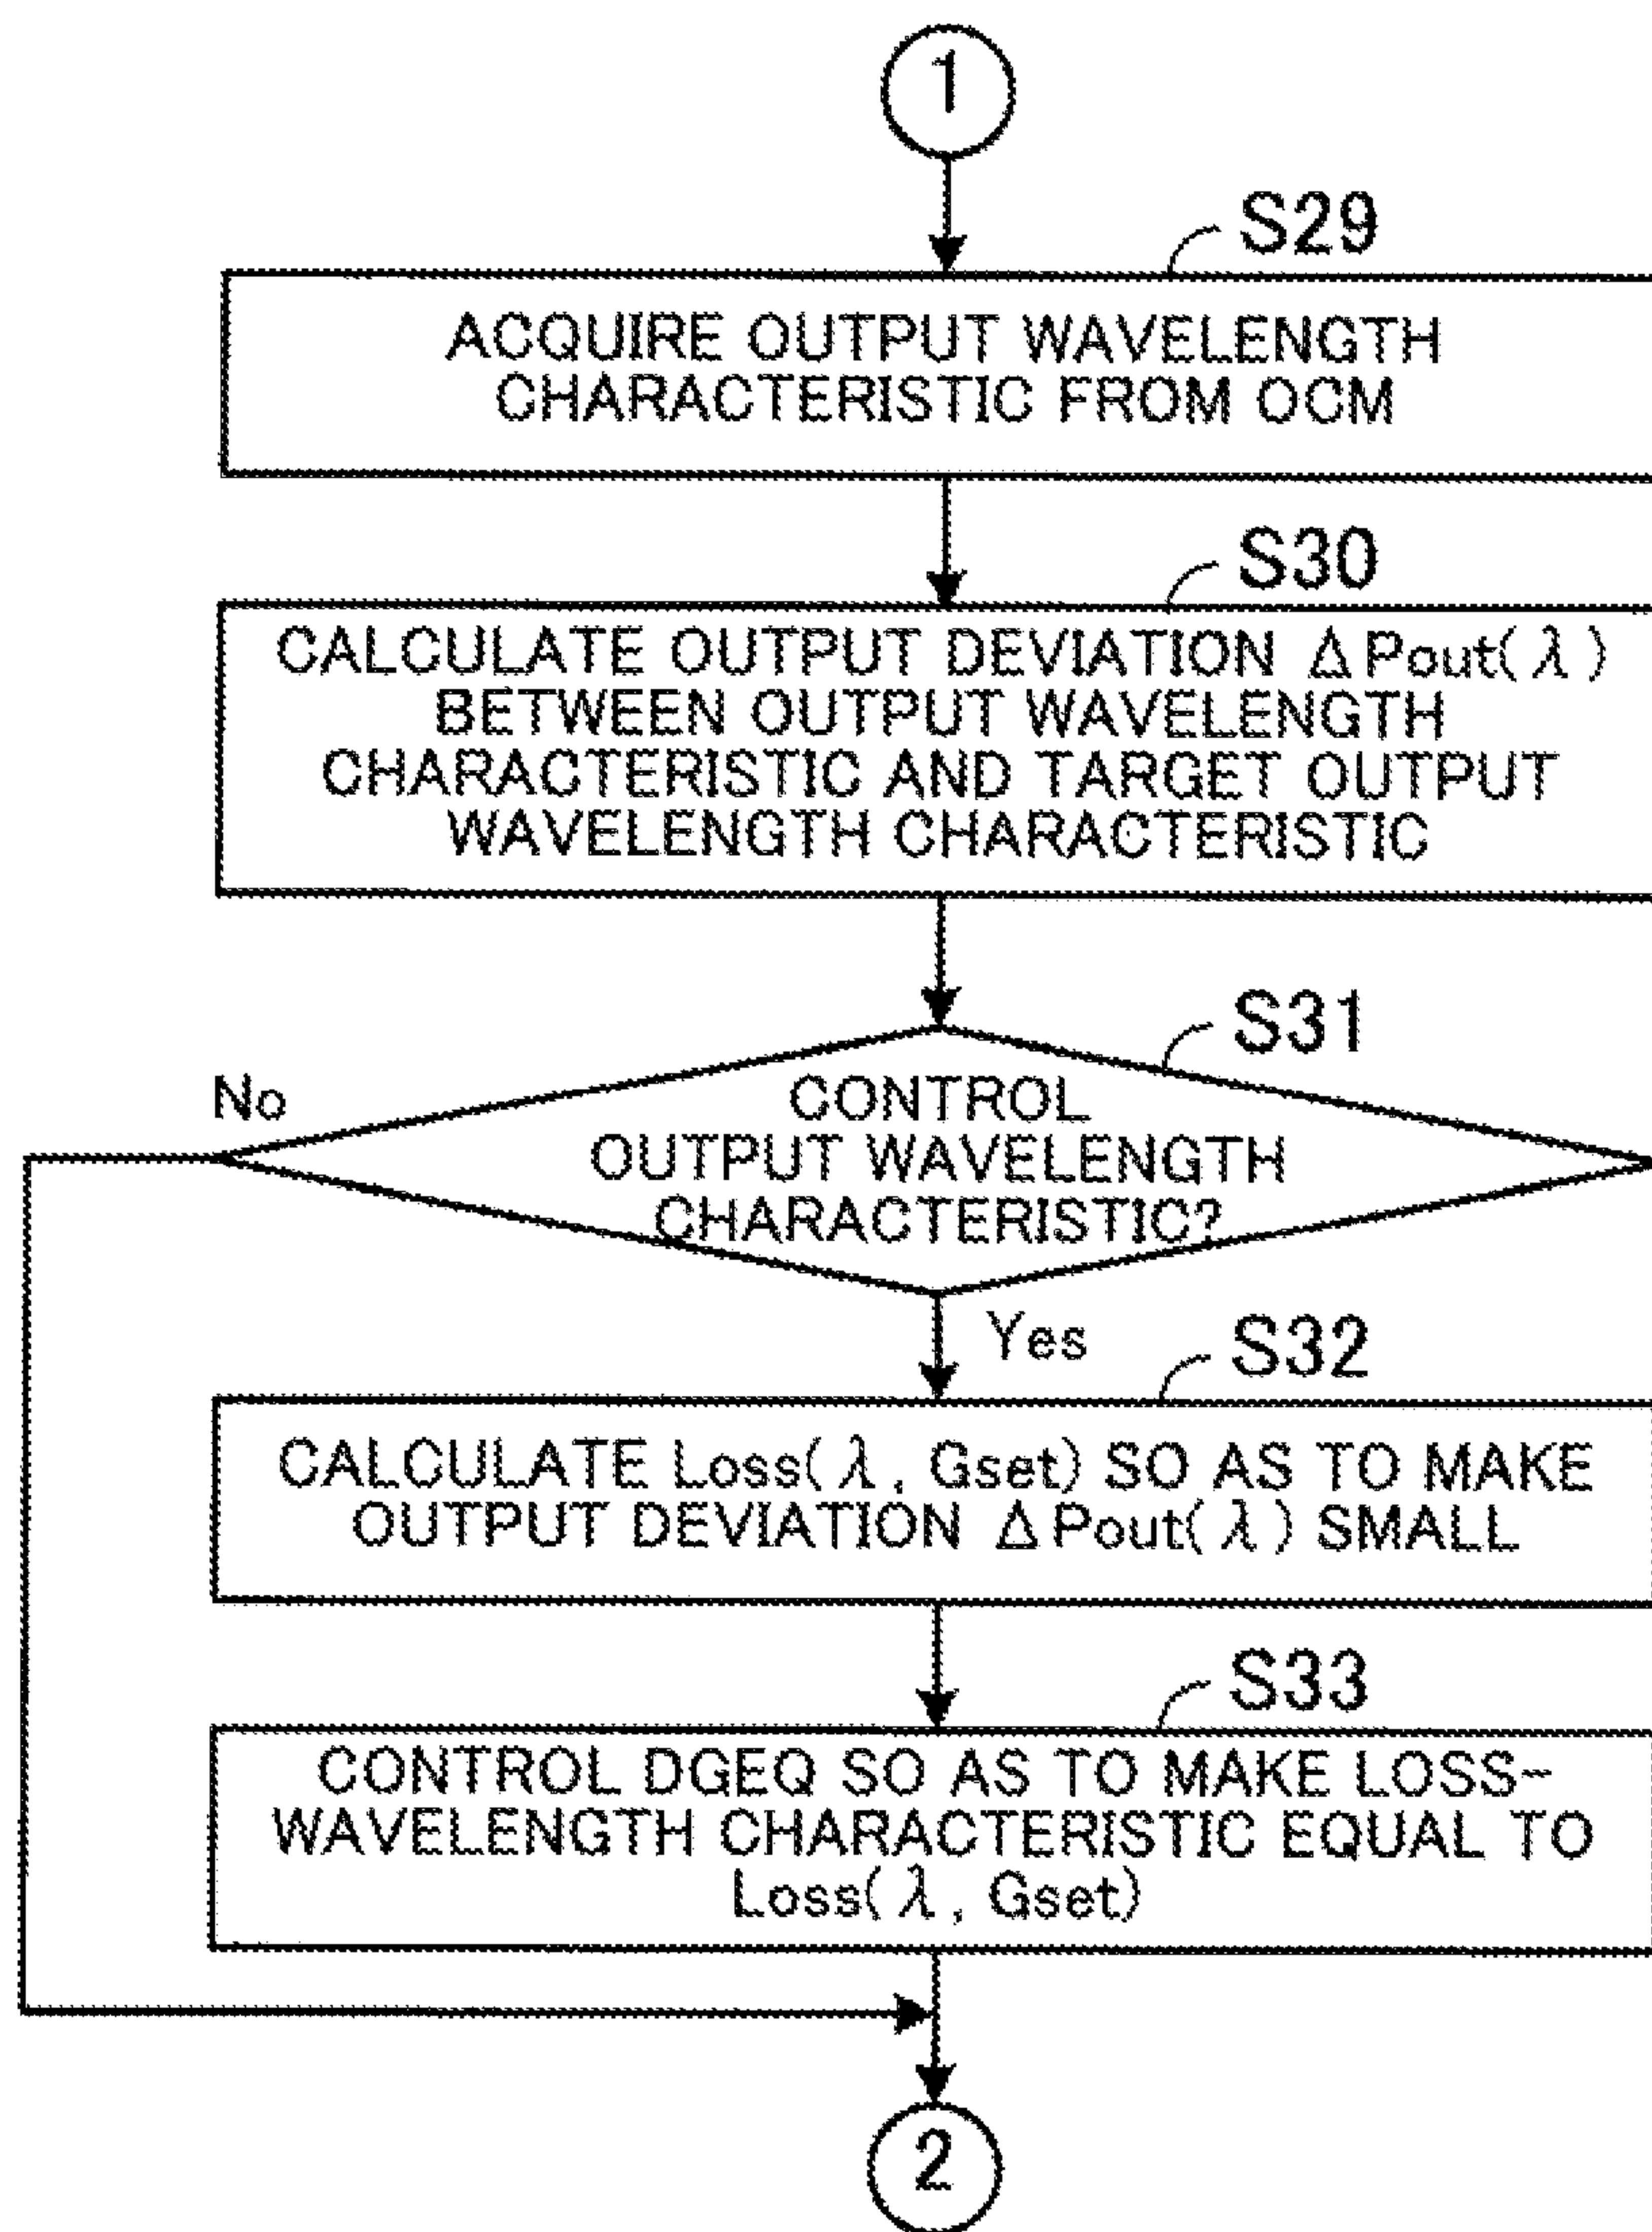 1
S29
ACQUIRE OUTPUT WAVELENGTH
CHARACTERISTIC FROM OCM
S30
CALCULATE OUTPUT DEVIATION ΔPout(λ)
BETWEEN OUTPUT WAVELENGTH
CHARACTERISTIC AND TARGET OUTPUT
WAVELENGTH CHARACTERISTIC
S31
No
CONTROL
OUTPUT WAVELENGTH
CHARACTERISTIC?
Yes
S32
CALCULATE Loss(λ, Gset) SO AS TO MAKE
OUTPUT DEVIATION ΔPout(λ) SMALL
S33
CONTROL DGEQ SO AS TO MAKE LOSS-
WAVELENGTH CHARACTERISTIC EQUAL TO
Loss(λ, Gset)
2